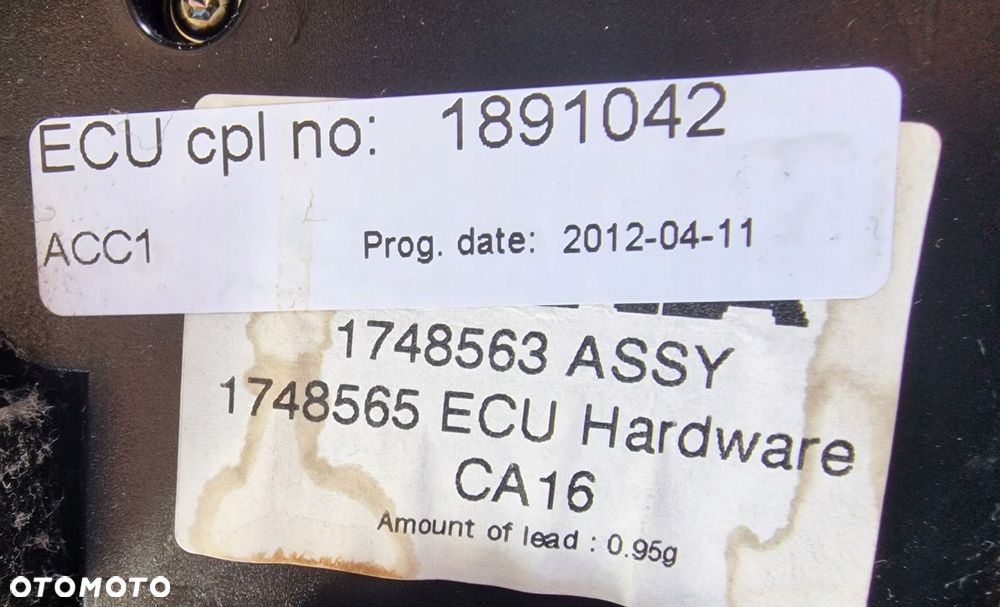 ECU cpl no: 1891042
ACC1 Prog. date: 2012-04-11
1748563 ASSY
1748565 ECU Hardware
CA16
Amount of lead : 0.95g
OTOMOTO